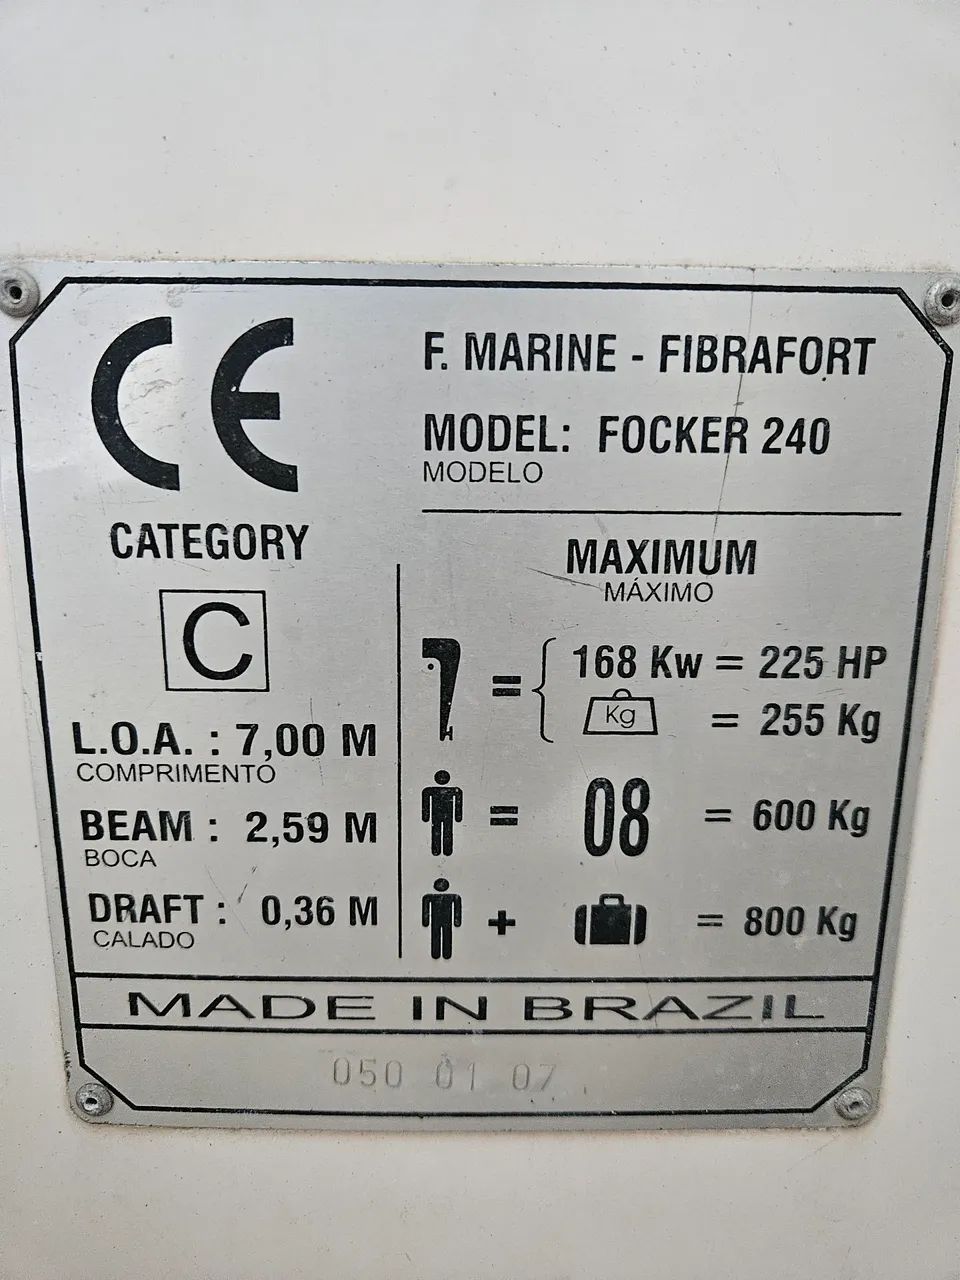 CE
F. MARINE - FIBRAFORT
MODEL: FOCKER 240
MODELO
CATEGORY
C
L.O.A. : 7,00 M
COMPRIMENTO
BEAM : 2,59 M
BOCA
DRAFT : 0,36 M
CALADO
MAXIMUM
MÁXIMO
= 168 Kw = 225 HP
Kg = 255 Kg
= 08 = 600 Kg
+ = 800 Kg
MADE IN BRAZIL
050 01 07